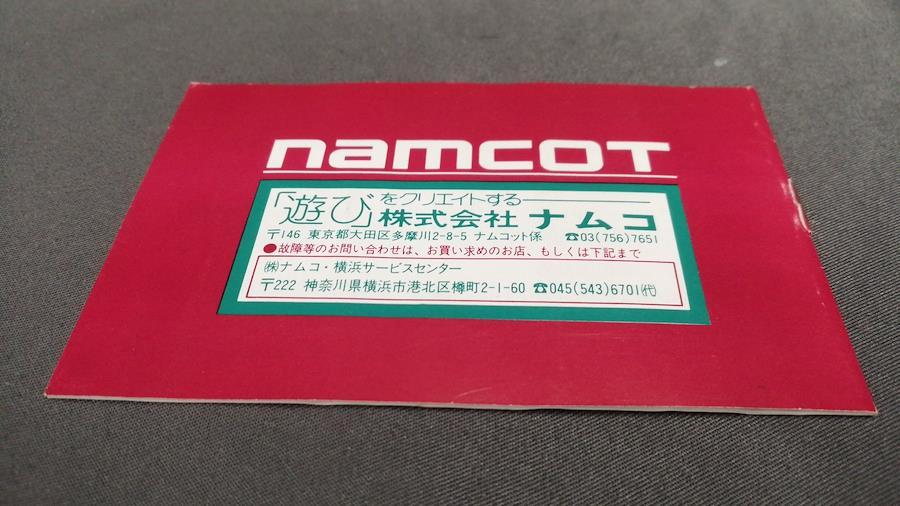 namcot
「遊び」をクリエイトする
株式会社 ナムコ
〒146 東京都大田区多摩川2-8-5 ナムコット係 ☎03(756)7651
●故障等のお問い合わせは、お買い求めのお店、もしくは下記まで
㈱ナムコ・横浜サービスセンター
〒222 神奈川県横浜市港北区樽町2-1-60 ☎045(543)6701㈹